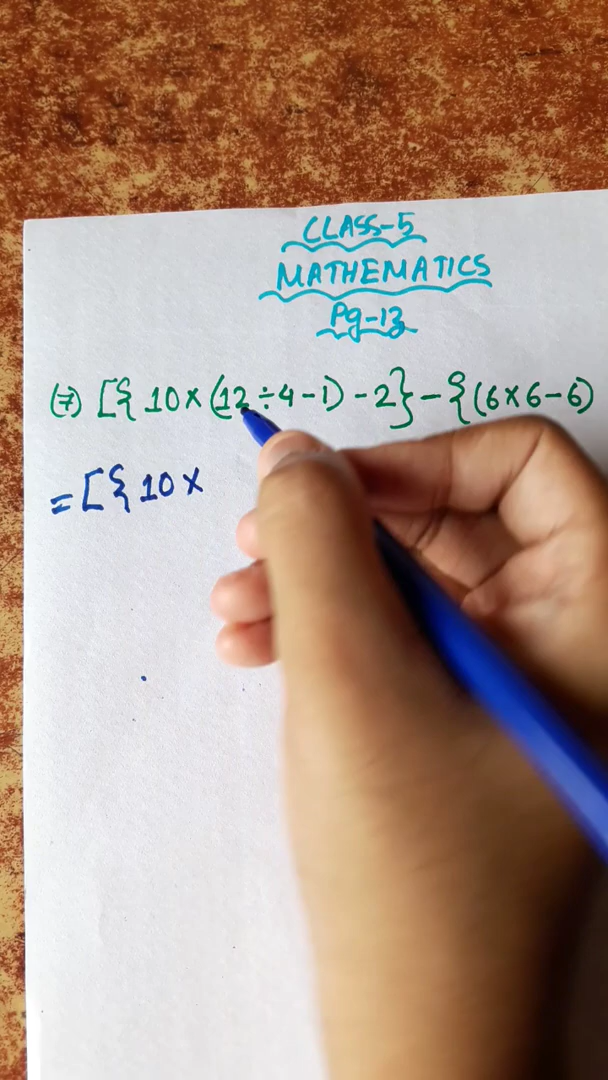 CLASS-5
MATHEMATICS
Pg-13
(7) [{ 10×(12÷4-1)-2}-{(6×6-6)
=[{ 10×